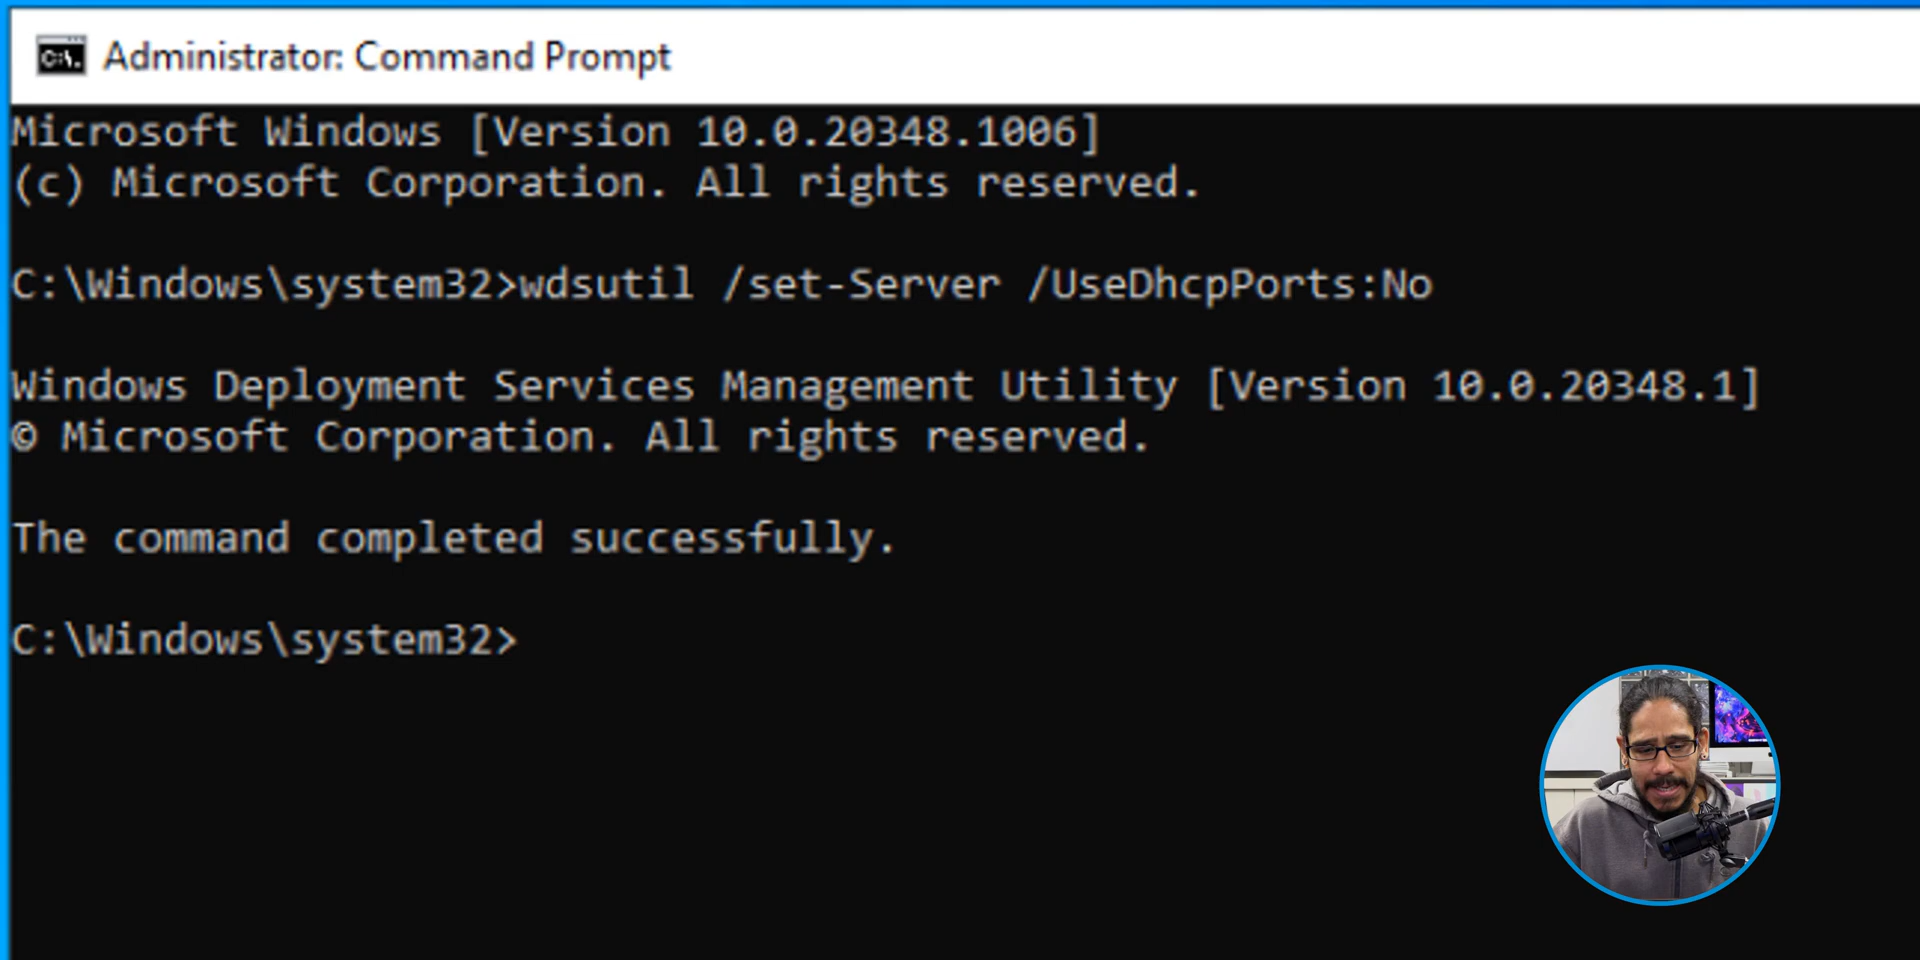 Administrator: Command Prompt
Microsoft Windows [Version 10.0.20348.1006]
(c) Microsoft Corporation. All rights reserved.
C:\Windows\system32>wdsutil /set-Server /UseDhcpPorts:No
Windows Deployment Services Management Utility [Version 10.0.20348.1]
© Microsoft Corporation. All rights reserved.
The command completed successfully.
C:\Windows\system32>